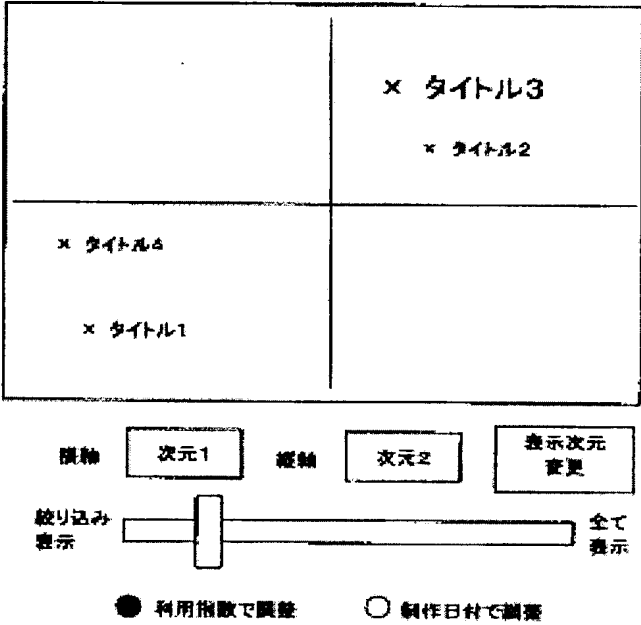 × タイトル3
× タイトル2
× タイトル4
× タイトル1
横軸 次元1 縦軸 次元2 表示次元
変更
絞り込み
表示
全て
表示
利用指数で調整 制作日付で調整